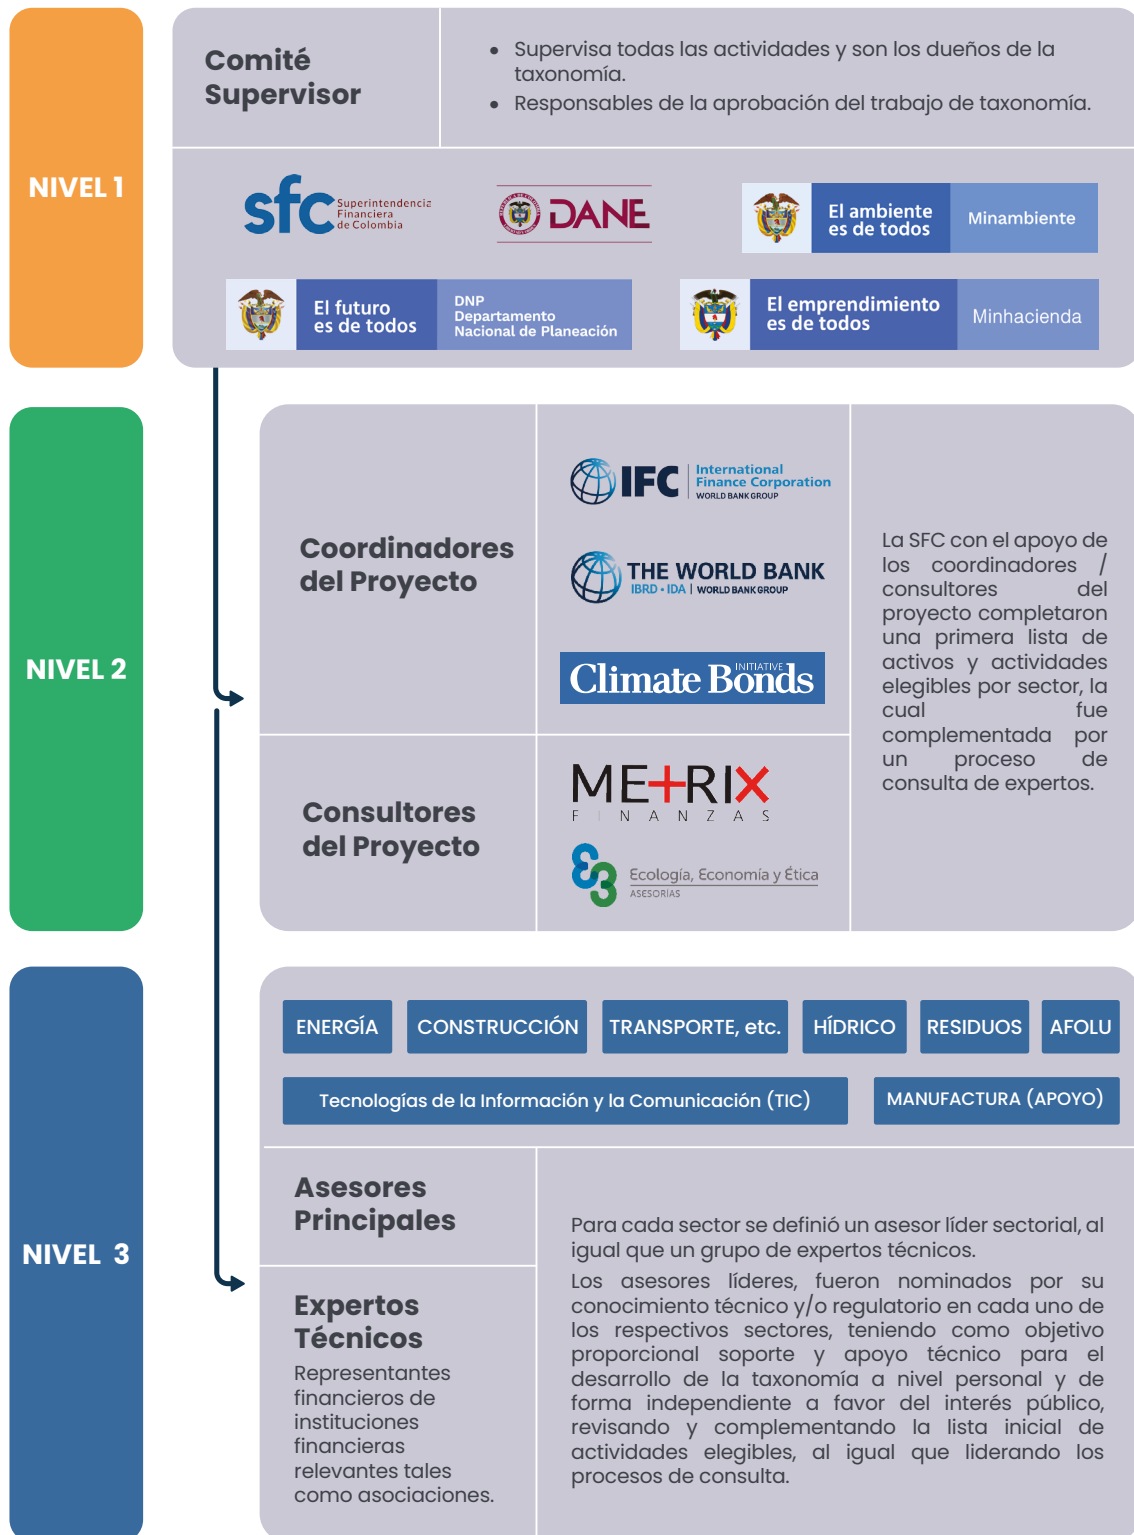 NIVEL 1
Comité
Supervisor
• Supervisa todas las actividades y son los dueños de la
taxonomía.
• Responsables de la aprobación del trabajo de taxonomía.
sfc Superintendencia
Financiera
de Colombia
DANE
El ambiente
es de todos
Minambiente
El futuro
es de todos
DNP
Departamento
Nacional de Planeación
El emprendimiento
es de todos
Minhacienda
NIVEL 2
Coordinadores
del Proyecto
IFC International
Finance Corporation
WORLD BANK GROUP
THE WORLD BANK
IBRD • IDA | WORLD BANK GROUP
Climate Bonds
INITIATIVE
Consultores
del Proyecto
METRIX
FINANZAS
Ecología, Economía y Ética
ASESORÍAS
La SFC con el apoyo de
los coordinadores /
consultores del
proyecto completaron
una primera lista de
activos y actividades
elegibles por sector, la
cual fue
complementada por
un proceso de
consulta de expertos.
NIVEL 3
ENERGÍA
CONSTRUCCIÓN
TRANSPORTE, etc.
HÍDRICO
RESIDUOS
AFOLU
Tecnologías de la Información y la Comunicación (TIC)
MANUFACTURA (APOYO)
Asesores
Principales
Expertos
Técnicos
Representantes
financieros de
instituciones
financieras
relevantes tales
como asociaciones.
Para cada sector se definió un asesor líder sectorial, al
igual que un grupo de expertos técnicos.
Los asesores líderes, fueron nominados por su
conocimiento técnico y/o regulatorio en cada uno de
los respectivos sectores, teniendo como objetivo
proporcional soporte y apoyo técnico para el
desarrollo de la taxonomía a nivel personal y de
forma independiente a favor del interés público,
revisando y complementando la lista inicial de
actividades elegibles, al igual que liderando los
procesos de consulta.